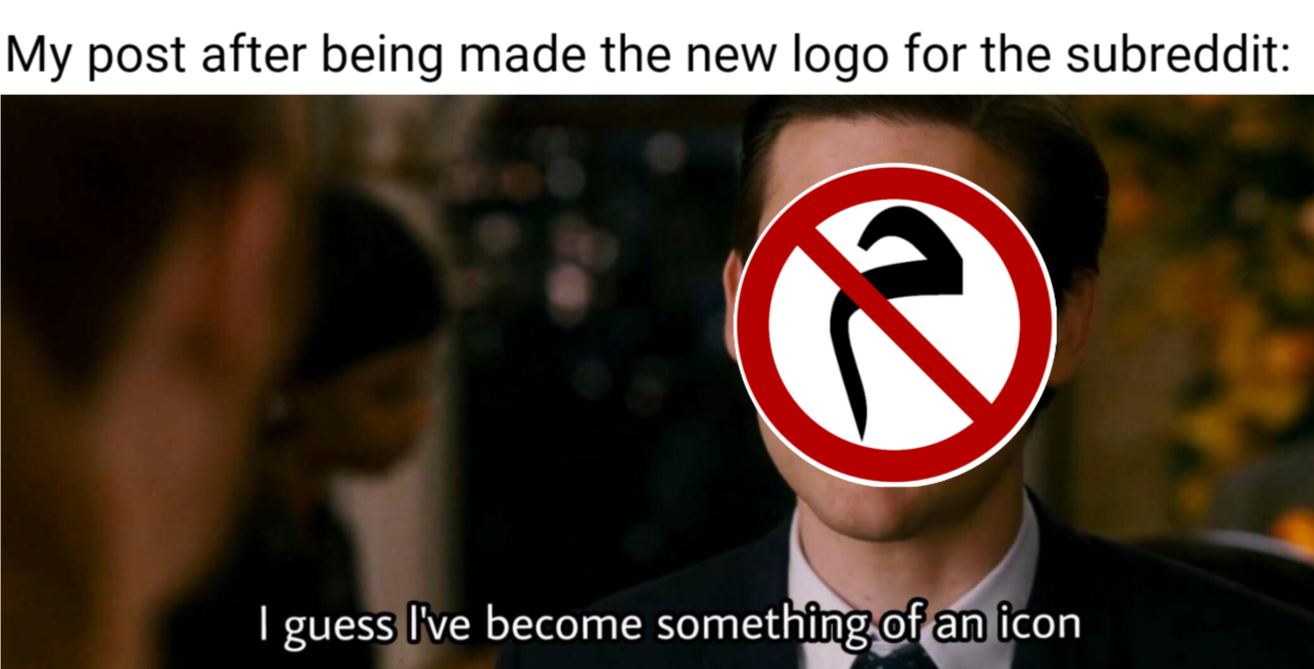 My post after being made the new logo for the subreddit:
م
I guess I've become something of an icon